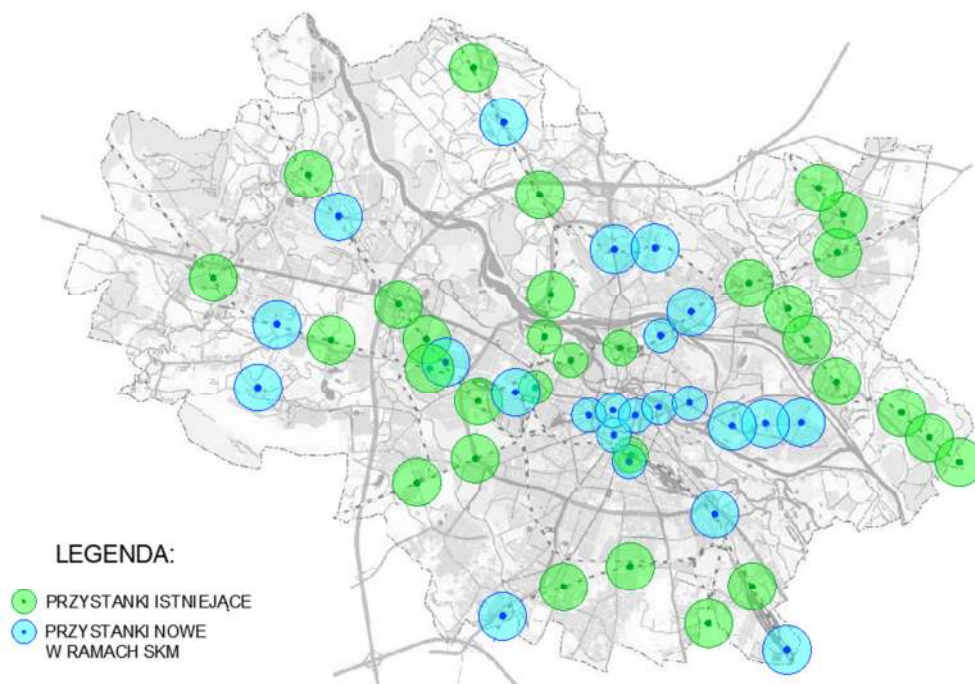 LEGENDA:
PRZYSTANKI ISTNIEJĄCE
PRZYSTANKI NOWE
W RAMACH SKM